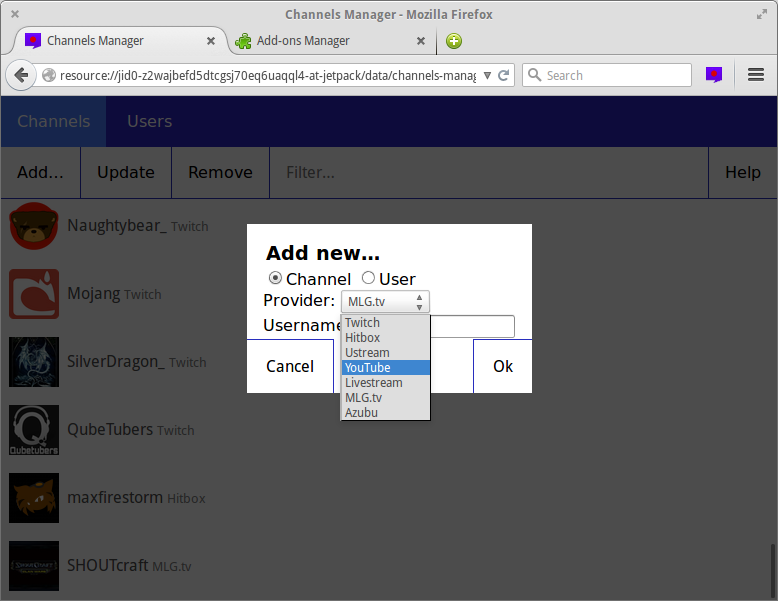 Channels Manager - Mozilla Firefox
Channels Manager
Add-ons Manager
resource://jid0-z2wajbefd5dtcgsj70eq6uaqql4-at-jetpack/data/channels-manag
Search
Channels Users
Add... Update Remove Filter... Help
Naughtybear_ Twitch
Mojang Twitch
SilverDragon_ Twitch
QubeTubers Twitch
Qubetubers
maxfirestorm Hitbox
SHOUTcraft MLG.tv
Add new...
Channel User
Provider: MLG.tv
Username
Twitch
Hitbox
Ustream
YouTube
Livestream
MLG.tv
Azubu
Cancel Ok